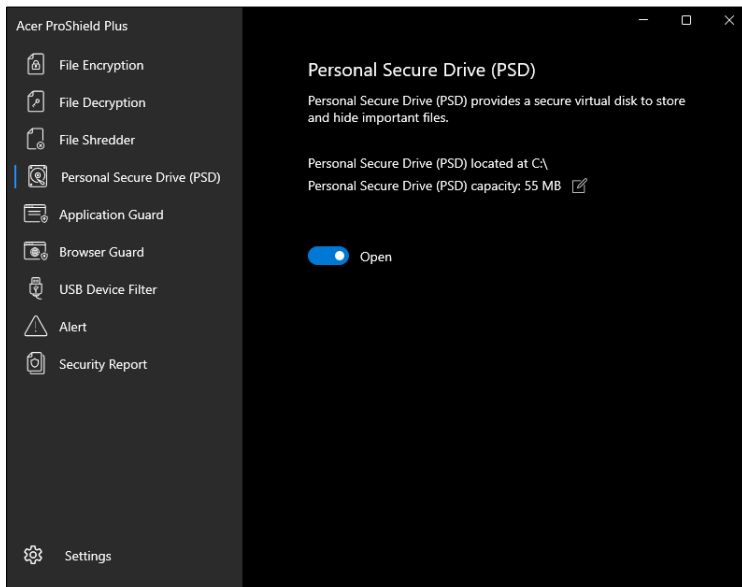 Acer ProShield Plus
File Encryption
File Decryption
File Shredder
Personal Secure Drive (PSD)
Application Guard
Browser Guard
USB Device Filter
Alert
Security Report
Settings
Personal Secure Drive (PSD)
Personal Secure Drive (PSD) provides a secure virtual disk to store
and hide important files.
Personal Secure Drive (PSD) located at C:\
Personal Secure Drive (PSD) capacity: 55 MB
Open